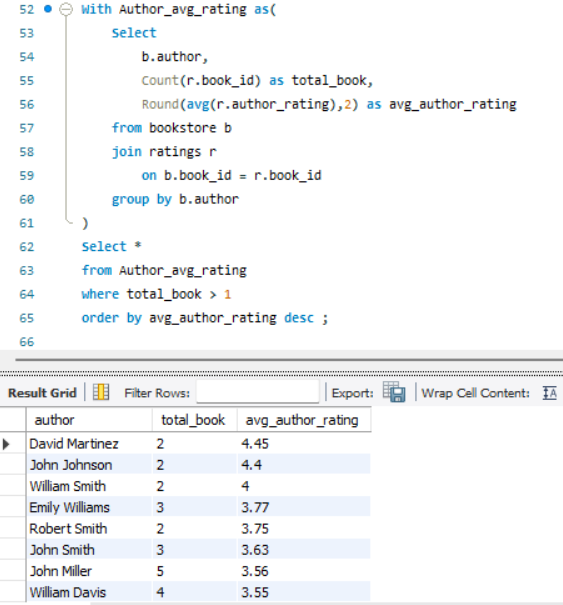 52 With Author_avg_rating as(
53 Select
54 b.author,
55 Count(r.book_id) as total_book,
56 Round(avg(r.author_rating),2) as avg_author_rating
57 from bookstore b
58 join ratings r
59 on b.book_id = r.book_id
60 group by b.author
61 )
62 Select *
63 from Author_avg_rating
64 where total_book > 1
65 order by avg_author_rating desc ;
66
Result Grid Filter Rows: Export: Wrap Cell Content: IA
author total_book avg_author_rating
David Martinez 2 4.45
John Johnson 2 4.4
William Smith 2 4
Emily Williams 3 3.77
Robert Smith 2 3.75
John Smith 3 3.63
John Miller 5 3.56
William Davis 4 3.55